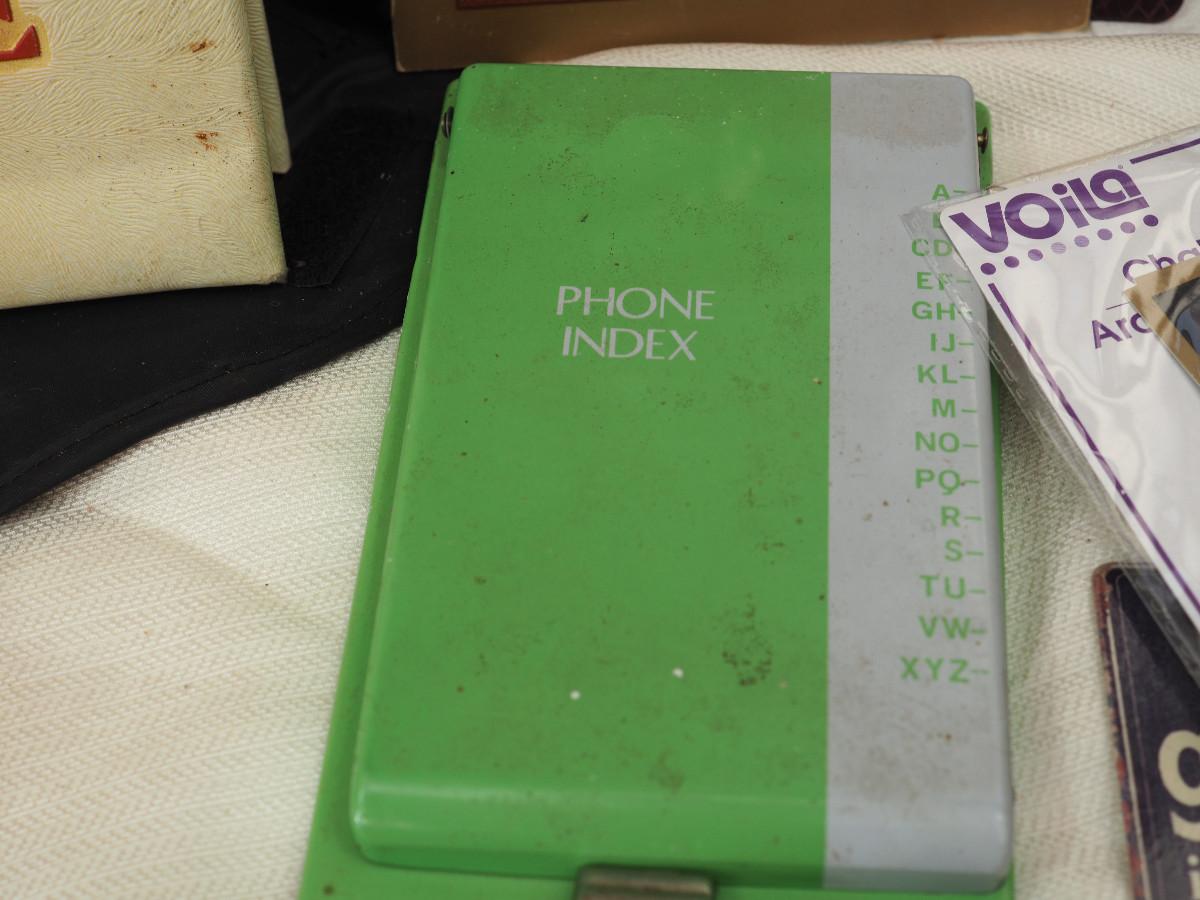 PHONE
INDEX
A-
CD
EF-
GH-
IJ-
KL-
M-
NO-
PQ-
R-
S-
TU-
VW-
XYZ-
VOiLa